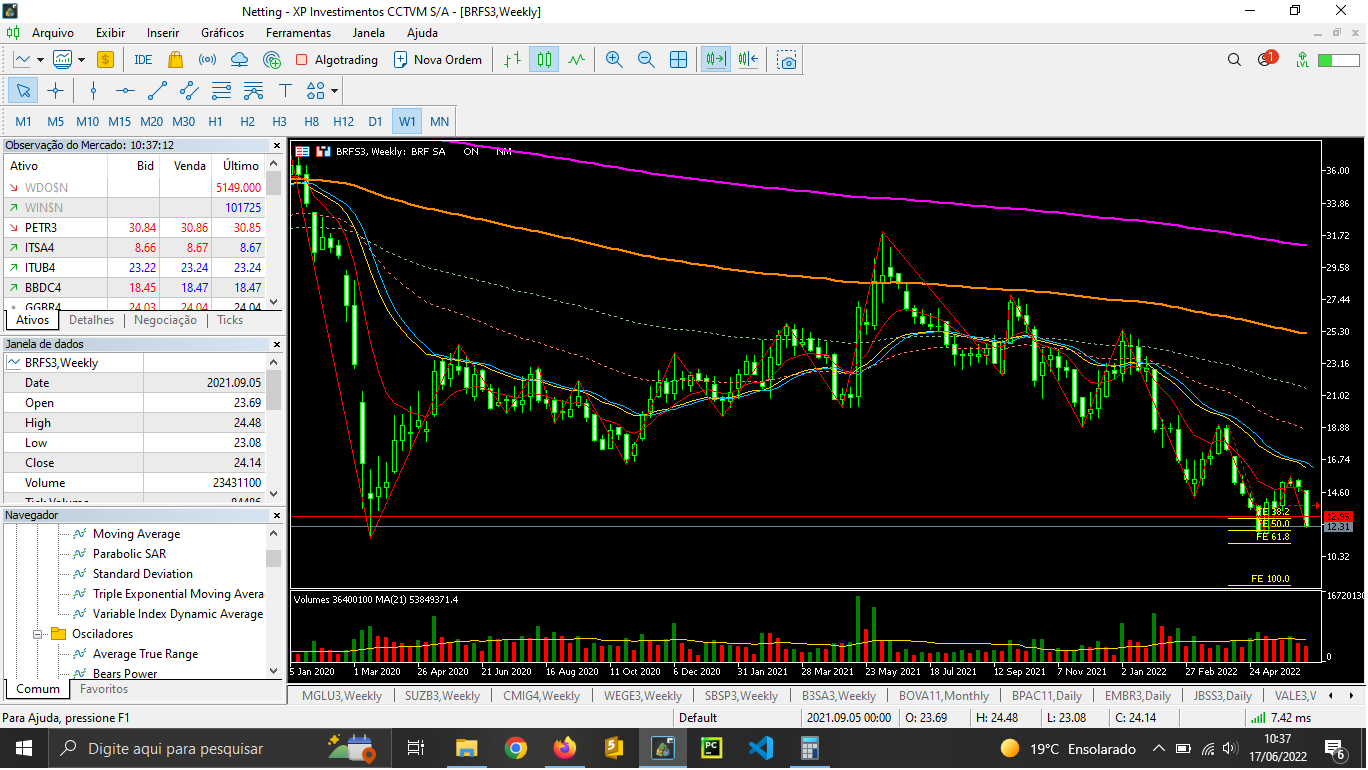 Netting - XP Investimentos CCTVM S/A - [BRFS3,Weekly]
Arquivo Exibir Inserir Gráficos Ferramentas Janela Ajuda
$ IDE Algotrading Nova Ordem 1 LVL
T
M1 M5 M10 M15 M20 M30 H1 H2 H3 H8 H12 D1 W1 MN
Observação do Mercado: 10:37:12
Ativo Bid Venda Último
WDO$N 5149.000
WIN$N 101725
PETR3 30.84 30.86 30.85
ITSA4 8.66 8.67 8.67
ITUB4 23.22 23.24 23.24
BBDC4 18.45 18.47 18.47
GGBR4 24.03 24.04 24.04
Ativos Detalhes Negociação Ticks
Janela de dados
BRFS3,Weekly
Date 2021.09.05
Open 23.69
High 24.48
Low 23.08
Close 24.14
Volume 23431100
Tick Volume 84486
Navegador
Moving Average
Parabolic SAR
Standard Deviation
Triple Exponential Moving Avera
Variable Index Dynamic Average
Osciladores
Average True Range
Bears Power
Comum Favoritos
BRFS3, Weekly: BRF SA ON NM
36.00
33.86
31.72
29.58
27.44
25.30
23.16
21.02
18.88
16.74
14.60
12.95
12.31
10.32
FE 38.2
FE 50.0
FE 61.8
FE 100.0
Volumes 36400100 MA(21) 53849371.4
1672013
0
5 Jan 2020 1 Mar 2020 26 Apr 2020 21 Jun 2020 16 Aug 2020 11 Oct 2020 6 Dec 2020 31 Jan 2021 28 Mar 2021 23 May 2021 18 Jul 2021 12 Sep 2021 7 Nov 2021 2 Jan 2022 27 Feb 2022 24 Apr 2022
MGLU3,Weekly SUZB3,Weekly CMIG4,Weekly WEGE3,Weekly SBSP3,Weekly B3SA3,Weekly BOVA11,Monthly BPAC11,Daily EMBR3,Daily JBSS3,Daily VALE3,V
Para Ajuda, pressione F1 Default 2021.09.05 00:00 O: 23.69 H: 24.48 L: 23.08 C: 24.14 7.42 ms
Digite aqui para pesquisar 19°C Ensolarado 10:37
17/06/2022 6